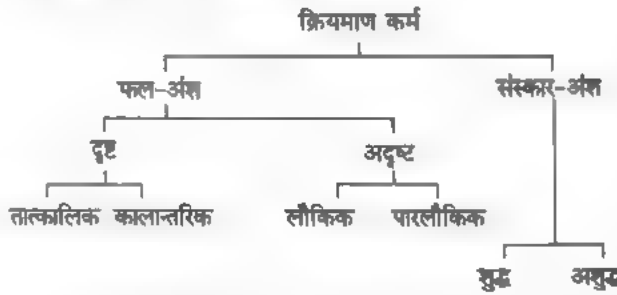 क्रियमाण कर्म
फल-अंश संस्कार-अंश
दृष्ट अदृष्ट
तात्कालिक कालान्तरिक लौकिक पारलौकिक
शुद्ध अशुद्ध